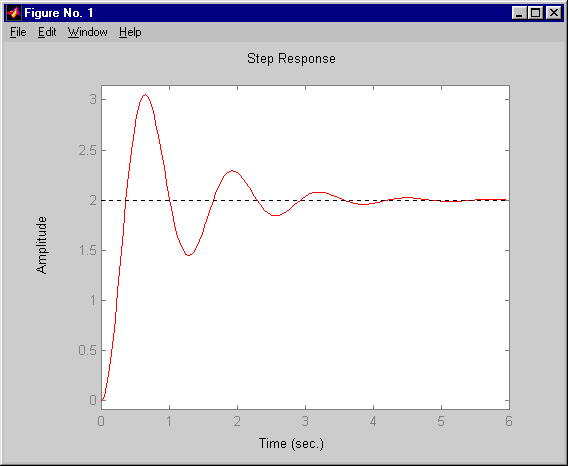 Figure No. 1
File Edit Window Help
Step Response
3
2.5
2
1.5
1
0.5
0
Amplitude
0 1 2 3 4 5 6
Time (sec.)